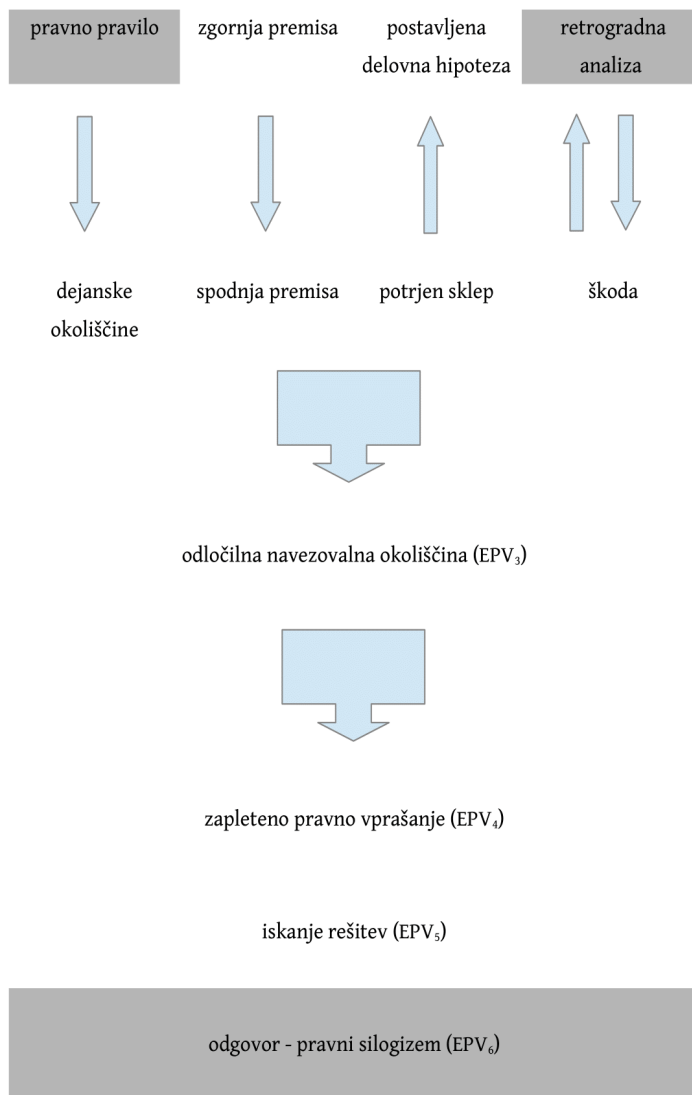 pravno pravilo
zgornja premisa
postavljena
delovna hipoteza
retrogradna
analiza
dejanske
okoliščine
spodnja premisa
potrjen sklep
škoda
odločilna navezovalna okoliščina (EPV₃)
zapleteno pravno vprašanje (EPV₄)
iskanje rešitev (EPV₅)
odgovor - pravni silogizem (EPV₆)